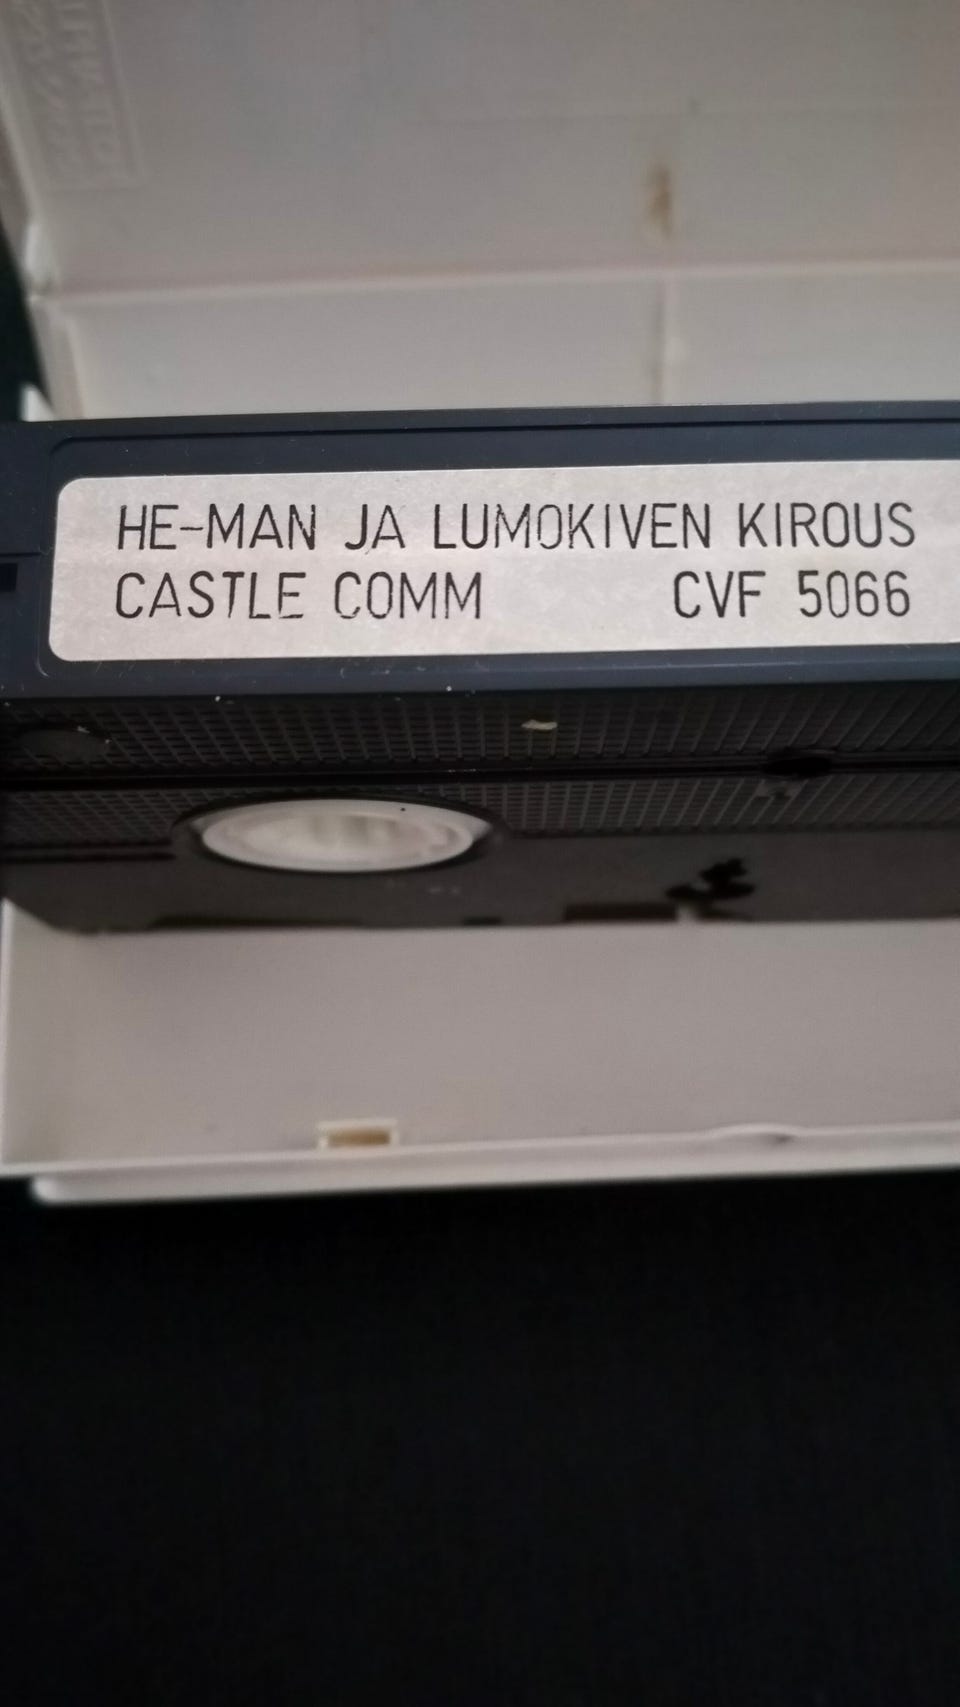 HE-MAN JA LUMOKIVEN KIROUS
CASTLE COMM CVF 5066